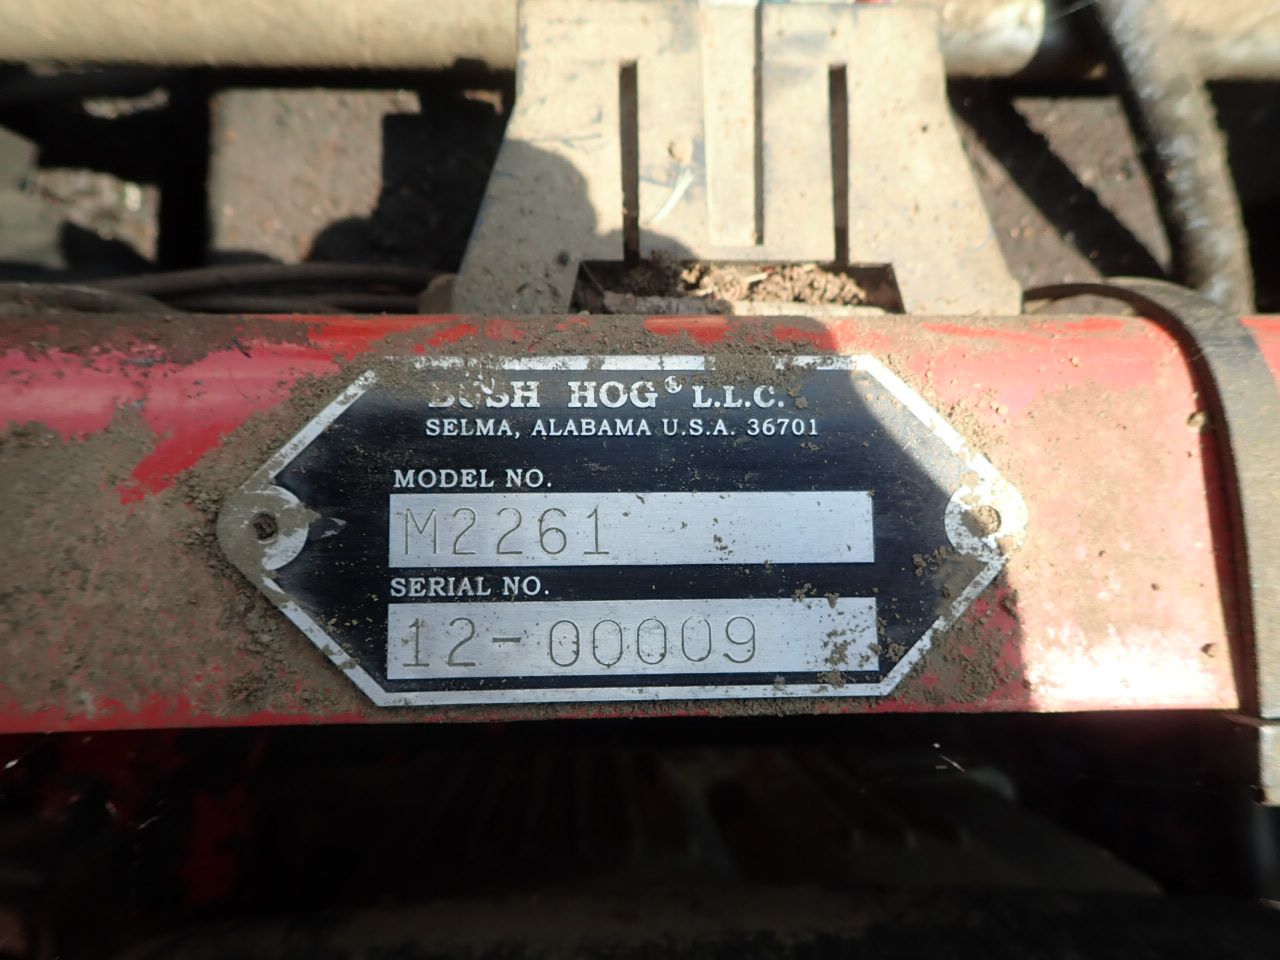 BUSH HOG® L.L.C.
SELMA, ALABAMA U.S.A. 36701
MODEL NO.
M2261
SERIAL NO.
12-00009